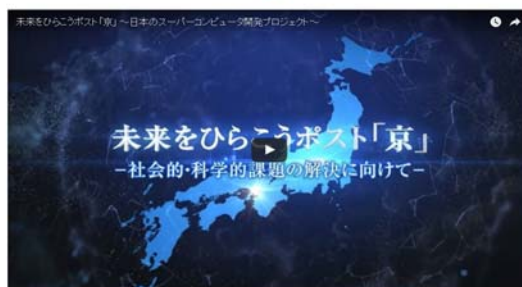 未来をひらこうポスト「京」 ～日本のスーパーコンピュータ開発プロジェクト～
未来をひらこうポスト「京」
－社会的・科学的課題の解決に向けて－